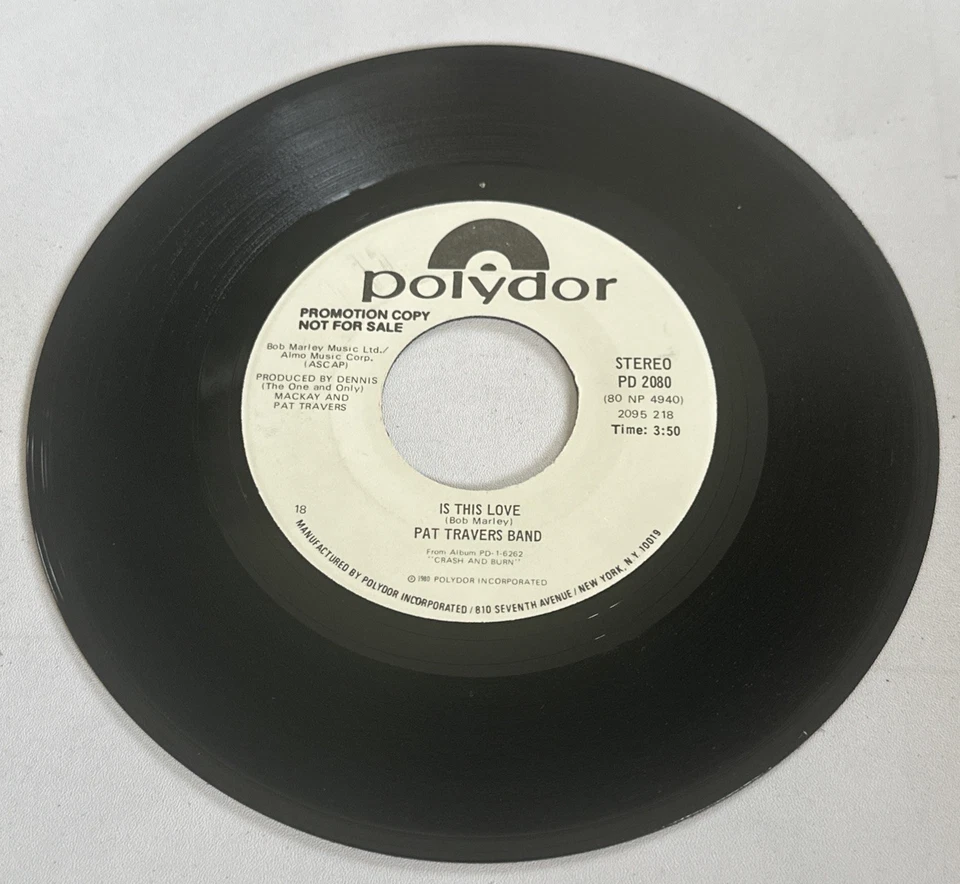 polydor
PROMOTION COPY
NOT FOR SALE
Bob Marley Music Ltd./
Almo Music Corp.
(ASCAP)
PRODUCED BY DENNIS
(The One and Only)
MACKAY AND
PAT TRAVERS
STEREO
PD 2080
(80 NP 4940)
2095 218
Time: 3:50
18
IS THIS LOVE
(Bob Marley)
PAT TRAVERS BAND
From Album PD-1-6262
"CRASH AND BURN"
℗ 1980 POLYDOR INCORPORATED
MANUFACTURED BY POLYDOR INCORPORATED / 810 SEVENTH AVENUE / NEW YORK, N.Y. 10019